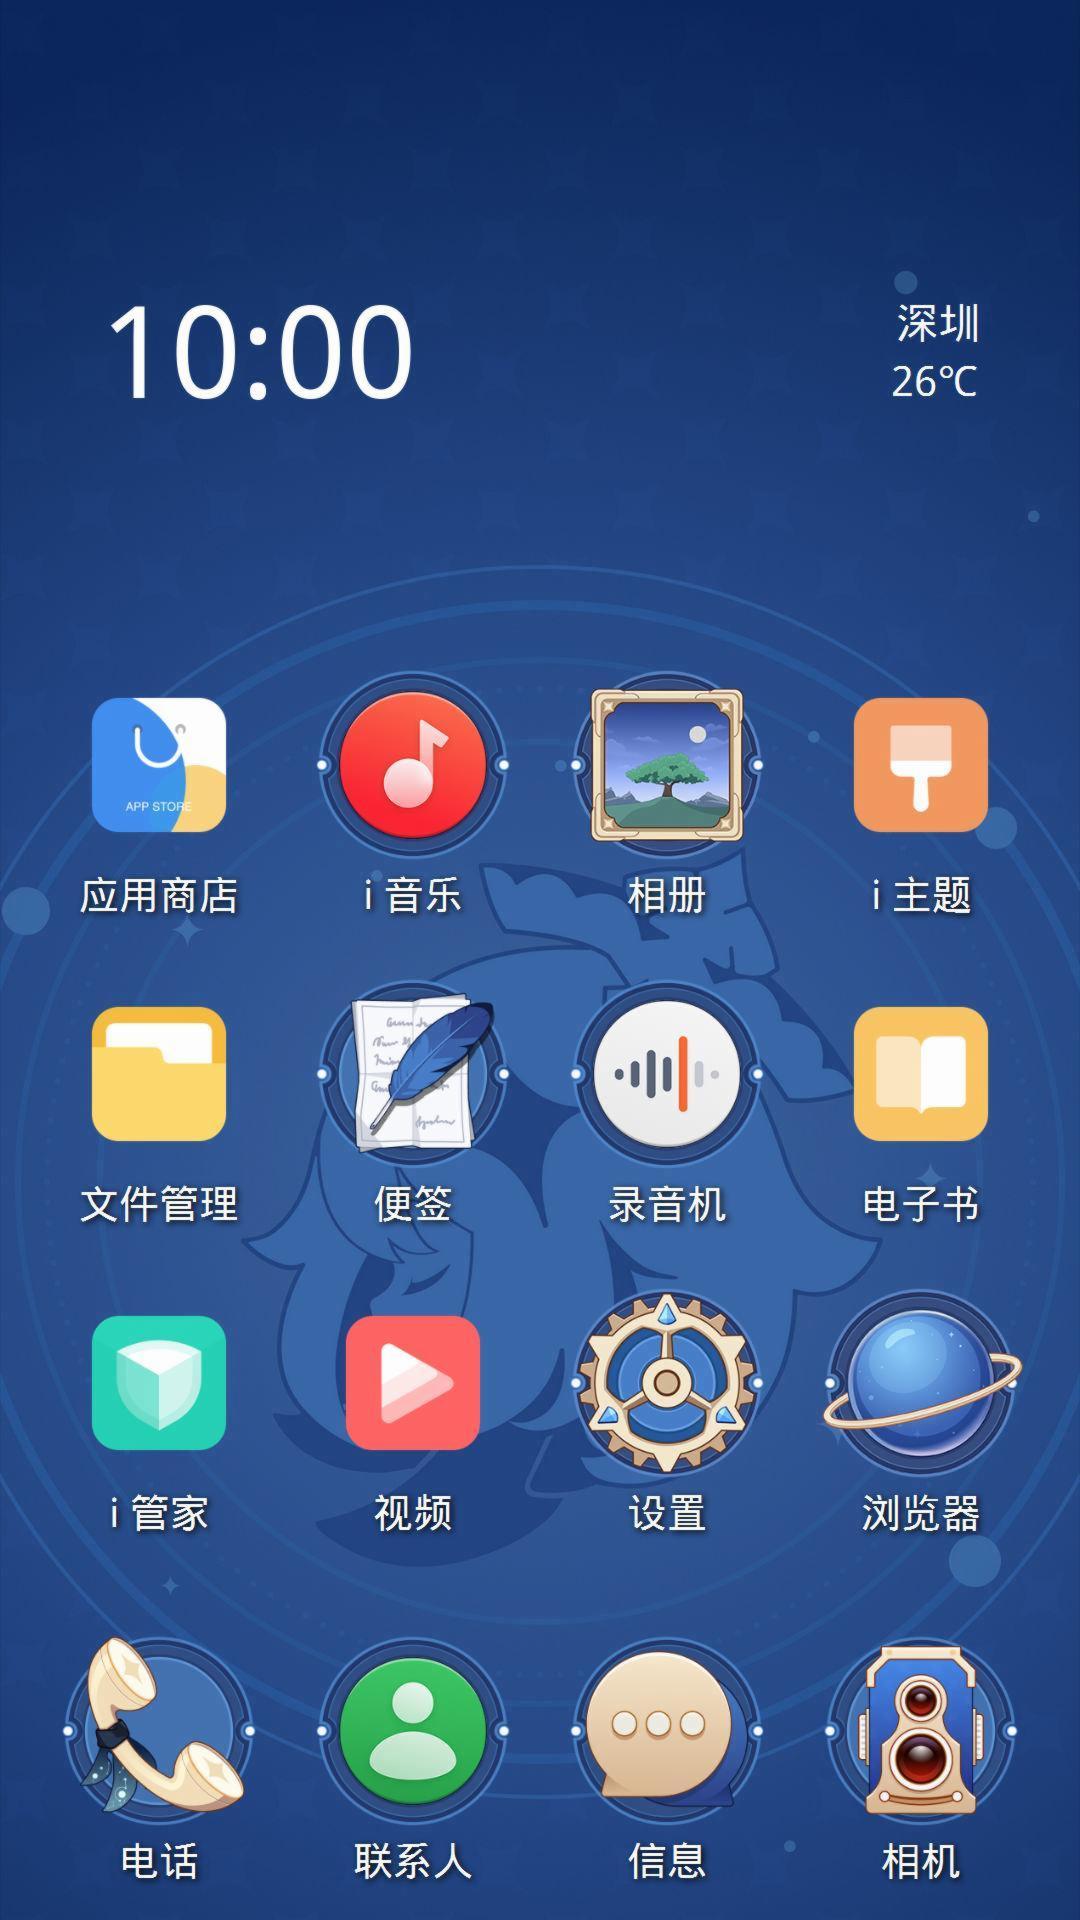 10:00
深圳
26℃
APP STORE
应用商店
i 音乐
相册
i 主题
文件管理
便签
录音机
电子书
i 管家
视频
设置
浏览器
电话
联系人
信息
相机